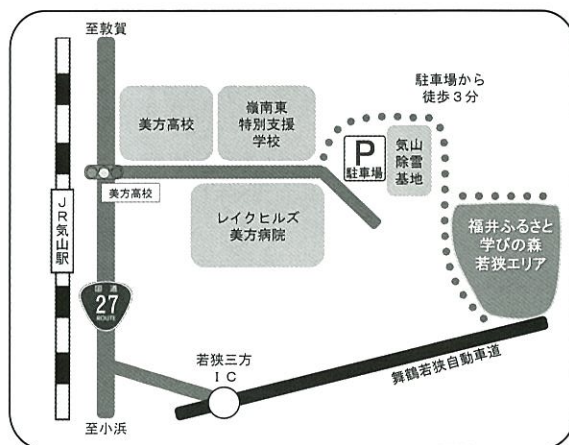 至敦賀
駐車場から
徒歩3分
美方高校
嶺南東
特別支援
学校
P
駐車場
気山
除雪
基地
美方高校
レイクヒルズ
美方病院
JR気山駅
福井ふるさと
学びの森
若狭エリア
国道
27
ROUTE
若狭三方
IC
舞鶴若狭自動車道
至小浜